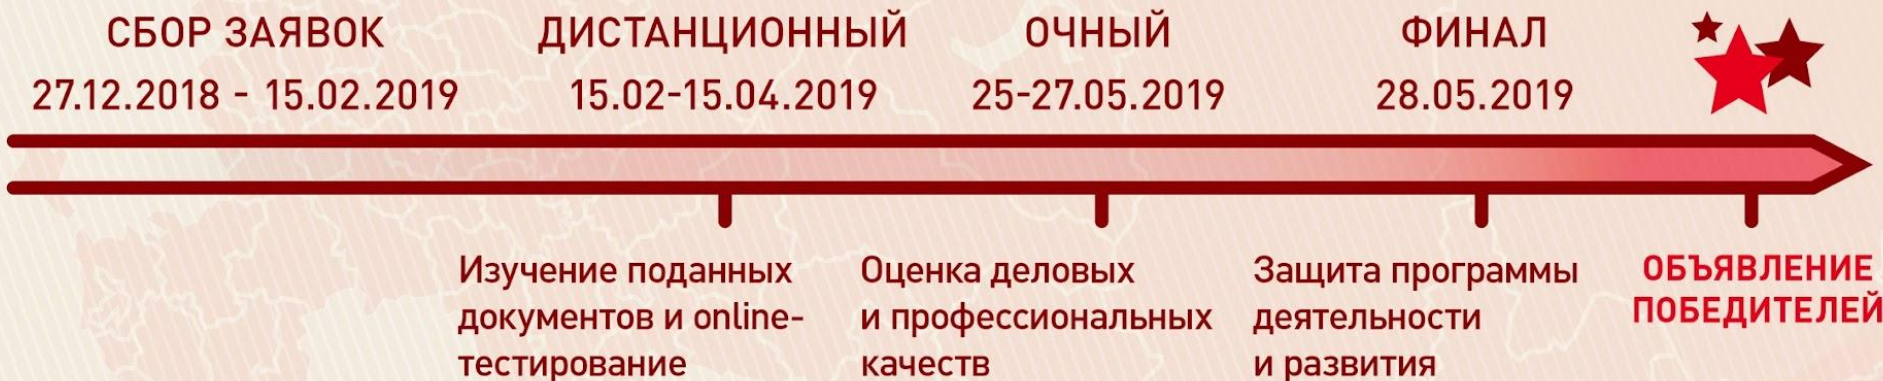 СБОР ЗАЯВОК
27.12.2018 - 15.02.2019
ДИСТАНЦИОННЫЙ
15.02-15.04.2019
ОЧНЫЙ
25-27.05.2019
ФИНАЛ
28.05.2019
Изучение поданных
документов и online-
тестирование
Оценка деловых
и профессиональных
качеств
Защита программы
деятельности
и развития
ОБЪЯВЛЕНИЕ
ПОБЕДИТЕЛЕЙ